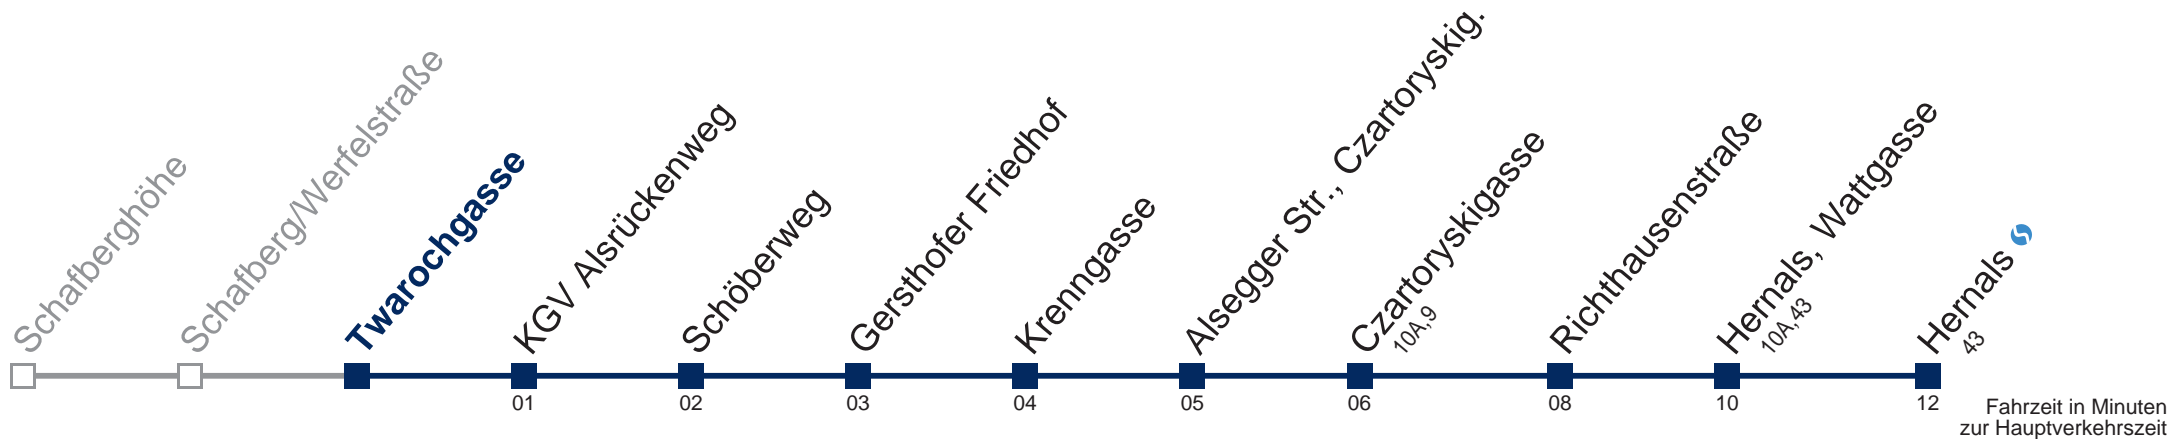 Schafberghöhe
Schafberg/Werfelstraße
Twarochgasse
KGV Alsrückenweg
Schöberweg
Gersthofer Friedhof
Krenngasse
Alsegger Str., Czartoryskig.
Czartoryskigasse
10A,9
Richthausenstraße
Hernals, Wattgasse
10A,43
Hernals
43
01
02
03
04
05
06
08
10
12
Fahrzeit in Minuten
zur Hauptverkehrszeit